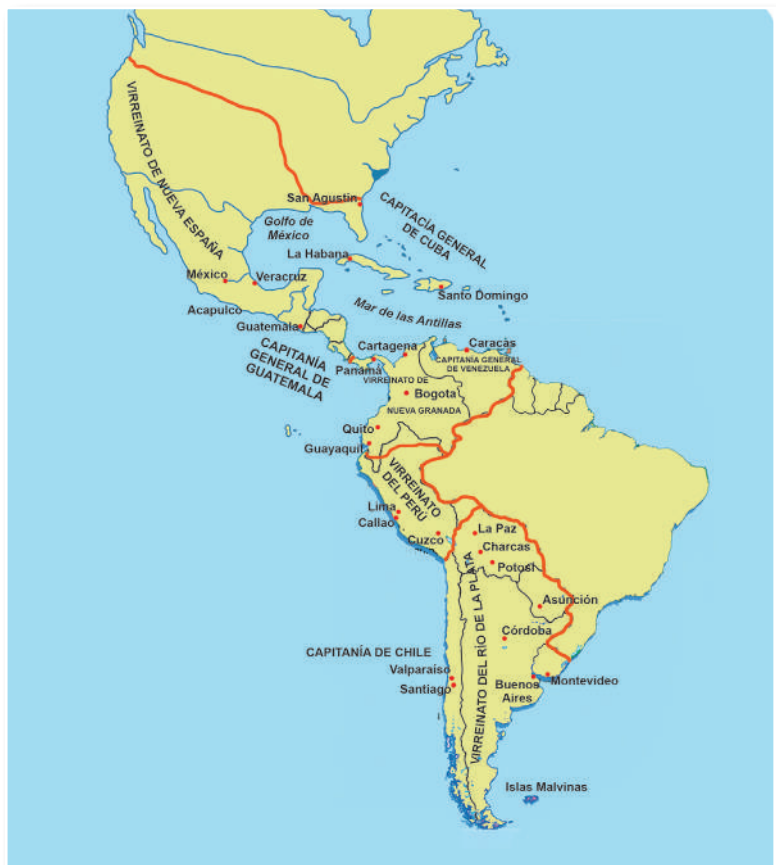 VIRREINATO DE NUEVA ESPAÑA
San Agustín
CAPITACÍA GENERAL
DE CUBA
Golfo de
México
La Habana
México
Veracruz
Santo Domingo
Acapulco
Mar de las Antillas
Guatemala
CAPITANÍA
GENERAL DE
GUATEMALA
Cartagena
Caracàs
Panamá
CAPITANÍA GENERAL
DE VENEZUELA
VIRREINATO DE
Bogota
NUEVA GRANADA
Quito
Guayaquil
VIRREINATO
DEL PERÚ
Lima
Callao
Cuzco
La Paz
Charcas
Potosí
VIRREINATO DEL RÍO DE LA PLATA
Asúnción
Córdoba
CAPITANÍA DE CHILE
Valparaíso
Santiago
Buenos
Aires
Montevideo
Islas Malvinas